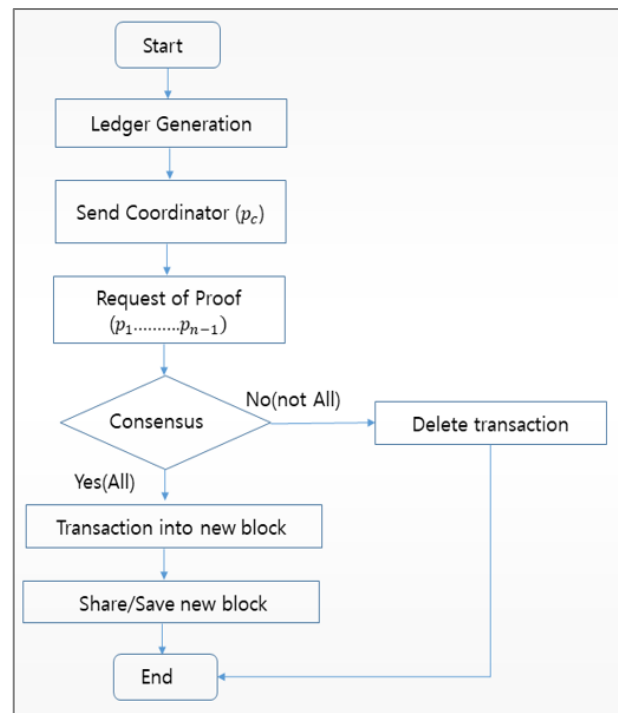 Start
Ledger Generation
Send Coordinator (p_c)
Request of Proof
(p_1..........p_{n-1})
Consensus
No(not All)
Delete transaction
Yes(All)
Transaction into new block
Share/Save new block
End